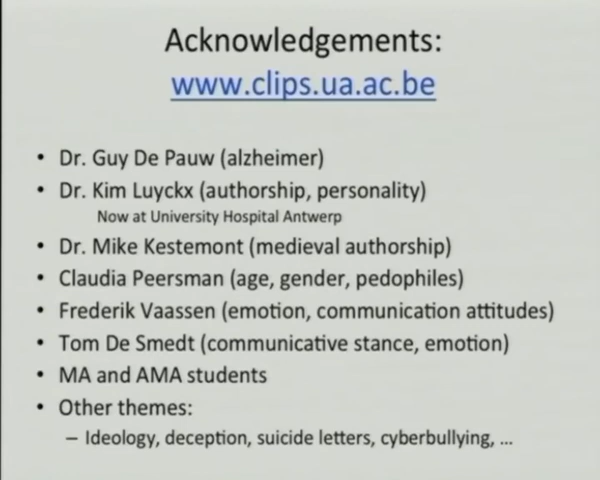 Acknowledgements:
www.clips.ua.ac.be
• Dr. Guy De Pauw (alzheimer)
• Dr. Kim Luyckx (authorship, personality)
Now at University Hospital Antwerp
• Dr. Mike Kestemont (medieval authorship)
• Claudia Peersman (age, gender, pedophiles)
• Frederik Vaassen (emotion, communication attitudes)
• Tom De Smedt (communicative stance, emotion)
• MA and AMA students
• Other themes:
– Ideology, deception, suicide letters, cyberbullying, ...